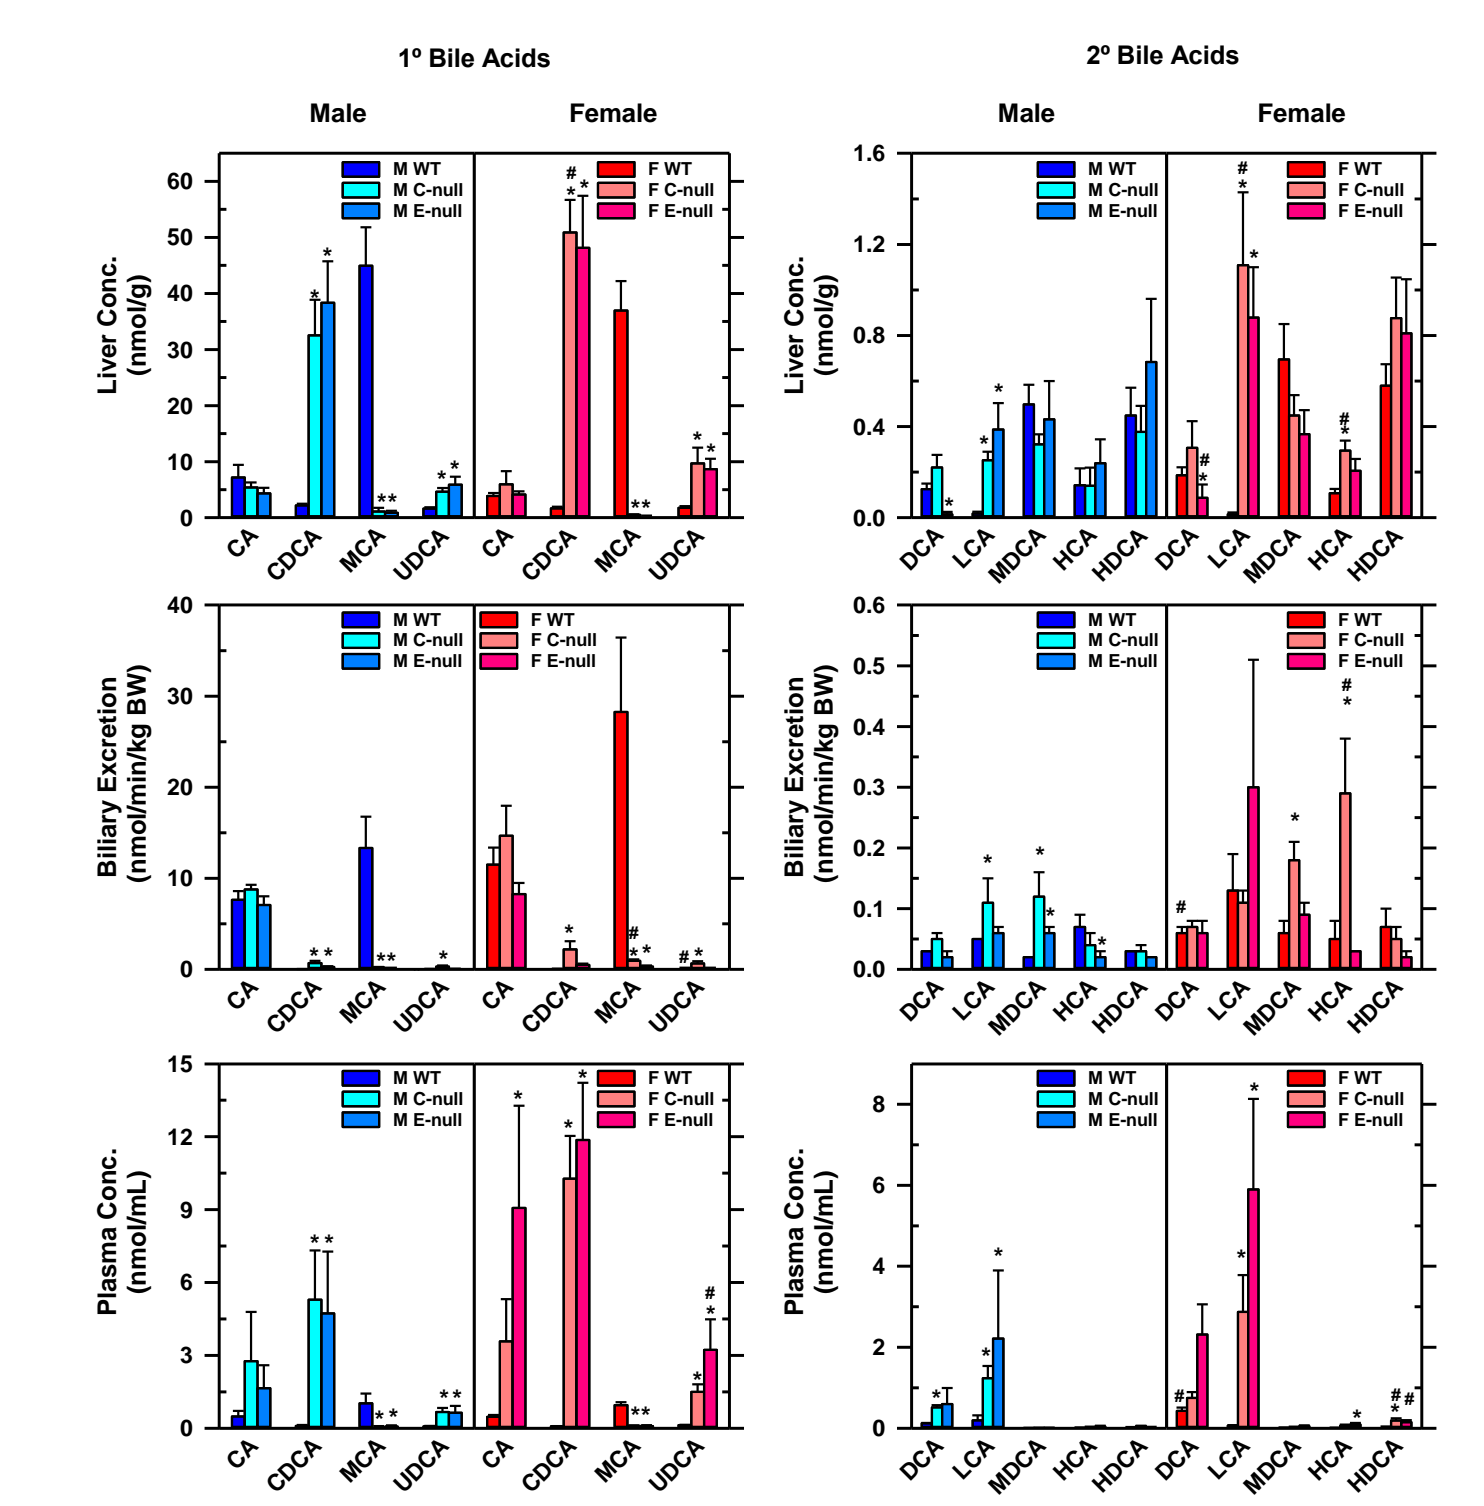 1º Bile Acids
2º Bile Acids
Male
Female
Male
Female
Liver Conc.
(nmol/g)
60
50
40
30
20
10
0
M WT
M C-null
M E-null
F WT
F C-null
F E-null
#
* *
*
*
**
* *
**
*
*
CA
CDCA
MCA
UDCA
CA
CDCA
MCA
UDCA
Liver Conc.
(nmol/g)
1.6
1.2
0.8
0.4
0.0
M WT
M C-null
M E-null
F WT
F C-null
F E-null
*
*
*
#
*
#
*
*
#
*
DCA
LCA
MDCA
HCA
HDCA
DCA
LCA
MDCA
HCA
HDCA
Biliary Excretion
(nmol/min/kg BW)
40
30
20
10
0
M WT
M C-null
M E-null
F WT
F C-null
F E-null
**
**
*
*
#
* *
# *
CA
CDCA
MCA
UDCA
CA
CDCA
MCA
UDCA
Biliary Excretion
(nmol/min/kg BW)
0.6
0.5
0.4
0.3
0.2
0.1
0.0
M WT
M C-null
M E-null
F WT
F C-null
F E-null
*
*
*
*
#
*
#
*
DCA
LCA
MDCA
HCA
HDCA
DCA
LCA
MDCA
HCA
HDCA
Plasma Conc.
(nmol/mL)
15
12
9
6
3
0
M WT
M C-null
M E-null
F WT
F C-null
F E-null
* *
* *
* *
*
*
*
**
*
#
*
CA
CDCA
MCA
UDCA
CA
CDCA
MCA
UDCA
Plasma Conc.
(nmol/mL)
8
6
4
2
0
M WT
M C-null
M E-null
F WT
F C-null
F E-null
*
*
*
#
*
*
*
#
*
#
DCA
LCA
MDCA
HCA
HDCA
DCA
LCA
MDCA
HCA
HDCA